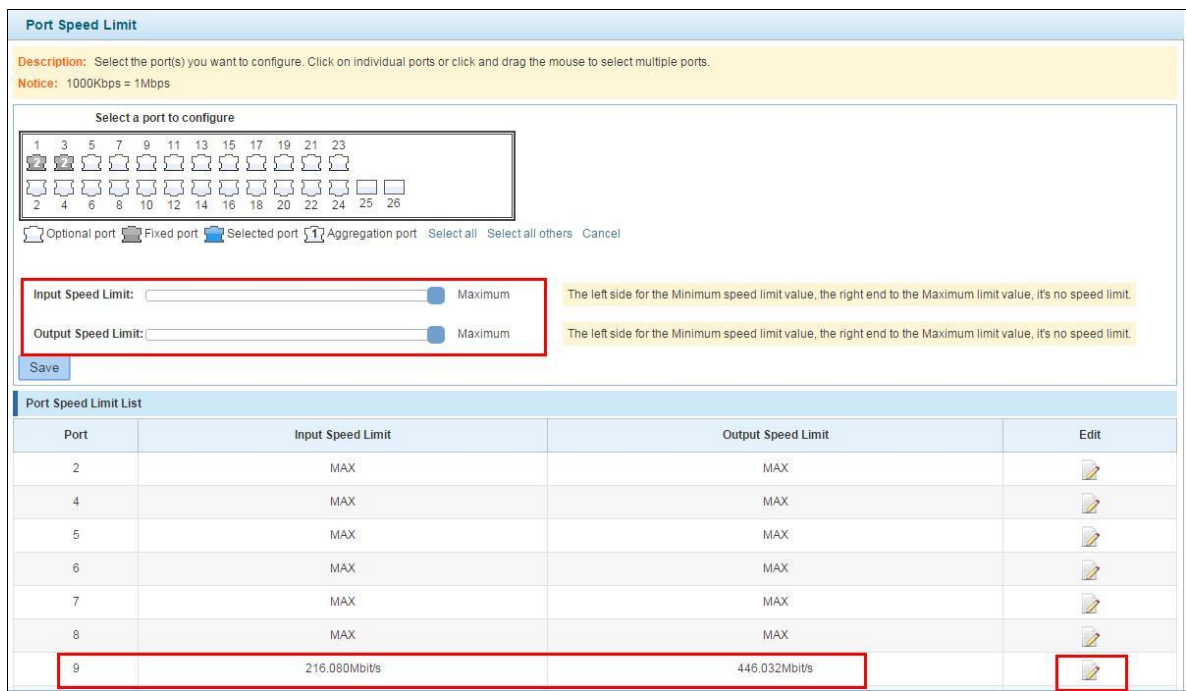 Port Speed Limit
Description: Select the port(s) you want to configure. Click on individual ports or click and drag the mouse to select multiple ports.
Notice: 1000Kbps = 1Mbps
Select a port to configure
1 3 5 7 9 11 13 15 17 19 21 23
2 2
2 4 6 8 10 12 14 16 18 20 22 24 25 26
Optional port Fixed port Selected port 1 Aggregation port Select all Select all others Cancel
Input Speed Limit: Maximum The left side for the Minimum speed limit value, the right end to the Maximum limit value, it's no speed limit.
Output Speed Limit: Maximum The left side for the Minimum speed limit value, the right end to the Maximum limit value, it's no speed limit.
Save
Port Speed Limit List
Port Input Speed Limit Output Speed Limit Edit
2 MAX MAX
4 MAX MAX
5 MAX MAX
6 MAX MAX
7 MAX MAX
8 MAX MAX
9 216.080Mbit/s 446.032Mbit/s